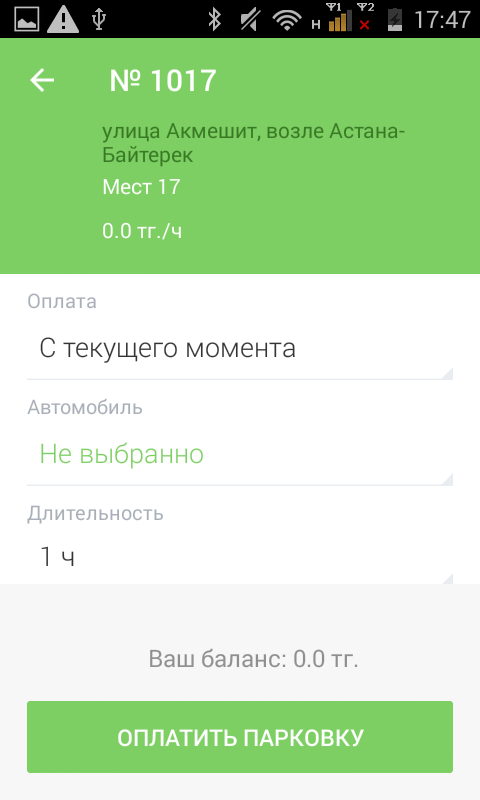 17:47
№ 1017
улица Акмешит, возле Астана-
Байтерек
Мест 17
0.0 тг./ч
Оплата
С текущего момента
Автомобиль
Не выбранно
Длительность
1 ч
Ваш баланс: 0.0 тг.
ОПЛАТИТЬ ПАРКОВКУ